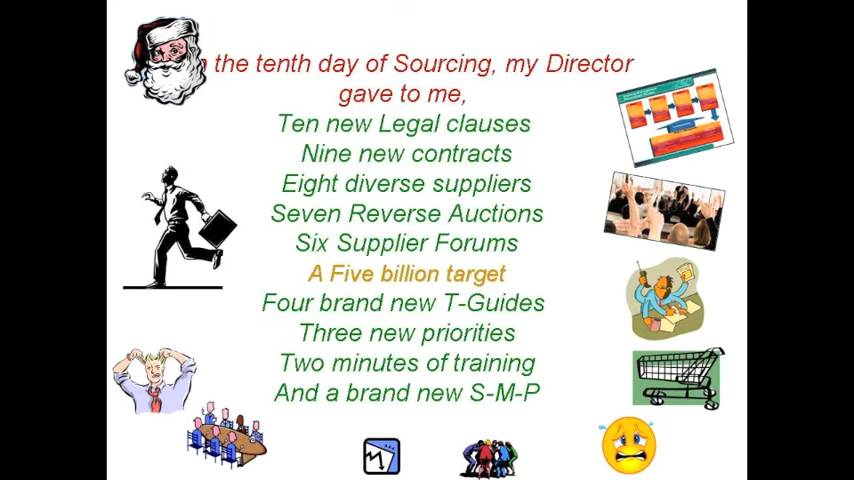 the tenth day of Sourcing, my Director
gave to me,
Ten new Legal clauses
Nine new contracts
Eight diverse suppliers
Seven Reverse Auctions
Six Supplier Forums
A Five billion target
Four brand new T-Guides
Three new priorities
Two minutes of training
And a brand new S-M-P